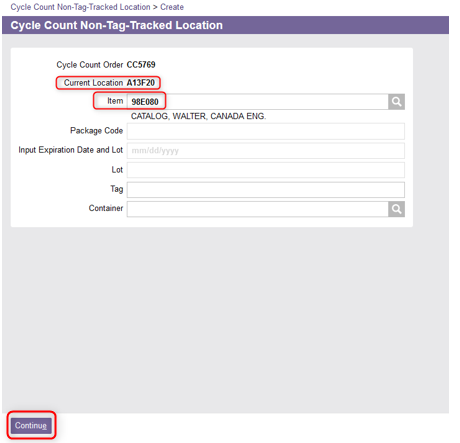 Cycle Count Non-Tag-Tracked Location > Create
Cycle Count Non-Tag-Tracked Location
Cycle Count Order CC5769
Current Location A13F20
Item 98E080
CATALOG, WALTER, CANADA ENG.
Package Code
Input Expiration Date and Lot mm/dd/yyyy
Lot
Tag
Container
Continue